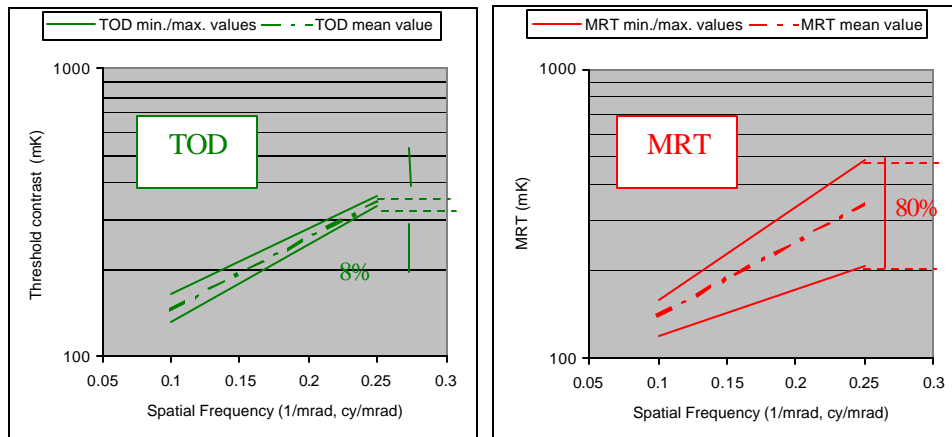 TOD min./max. values TOD mean value
1000
Threshold contrast (mK)
TOD
8%
100
0.05 0.1 0.15 0.2 0.25 0.3
Spatial Frequency (1/mrad, cy/mrad)
MRT min./max. values MRT mean value
1000
MRT (mK)
MRT
80%
100
0.05 0.1 0.15 0.2 0.25 0.3
Spatial Frequency (1/mrad, cy/mrad)